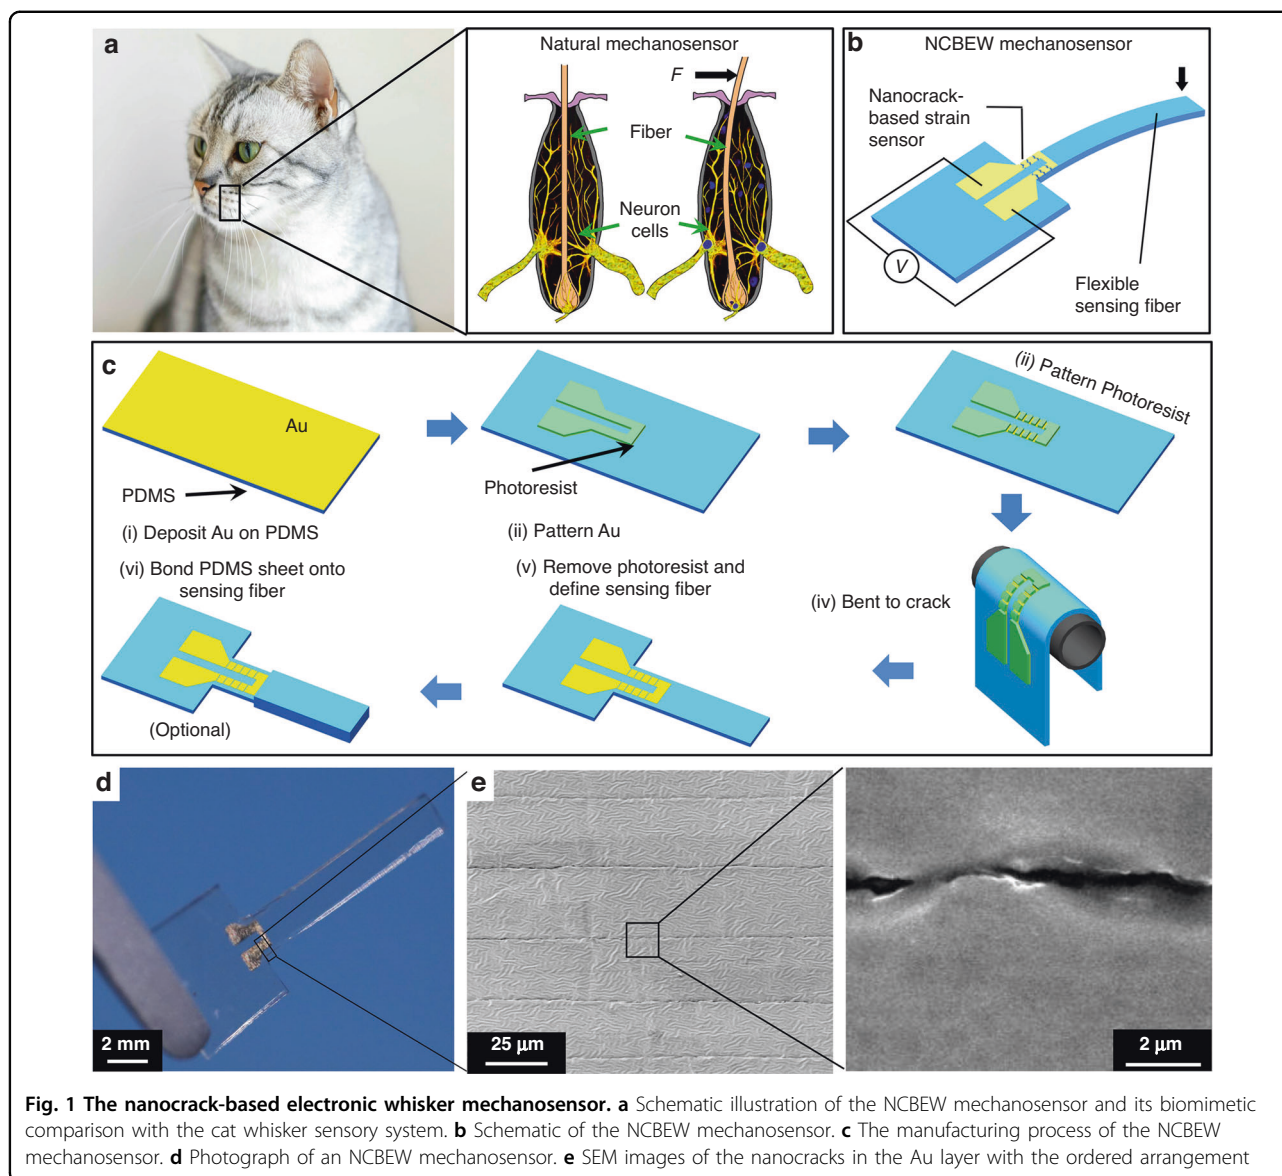 a
Natural mechanosensor
F
Fiber
Neuron
cells
b
NCBEW mechanosensor
Nanocrack-
based strain
sensor
V
Flexible
sensing fiber
c
Au
PDMS
(i) Deposit Au on PDMS
Photoresist
(ii) Pattern Au
(ii) Pattern Photoresist
(iv) Bent to crack
(v) Remove photoresist and
define sensing fiber
(vi) Bond PDMS sheet onto
sensing fiber
(Optional)
d
2 mm
e
25 μm
2 μm
Fig. 1 The nanocrack-based electronic whisker mechanosensor. a Schematic illustration of the NCBEW mechanosensor and its biomimetic
comparison with the cat whisker sensory system. b Schematic of the NCBEW mechanosensor. c The manufacturing process of the NCBEW
mechanosensor. d Photograph of an NCBEW mechanosensor. e SEM images of the nanocracks in the Au layer with the ordered arrangement